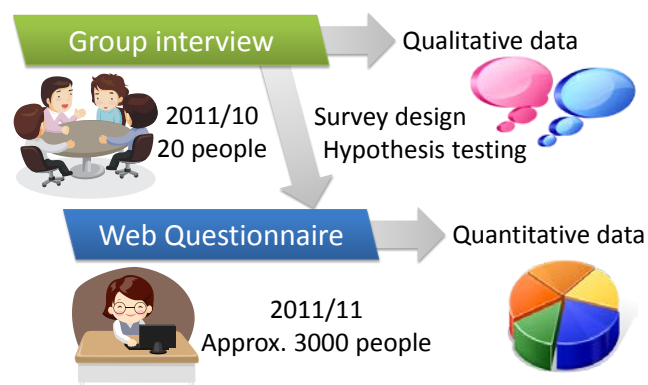 Group interview
Qualitative data
2011/10
20 people
Survey design
Hypothesis testing
Web Questionnaire
Quantitative data
2011/11
Approx. 3000 people